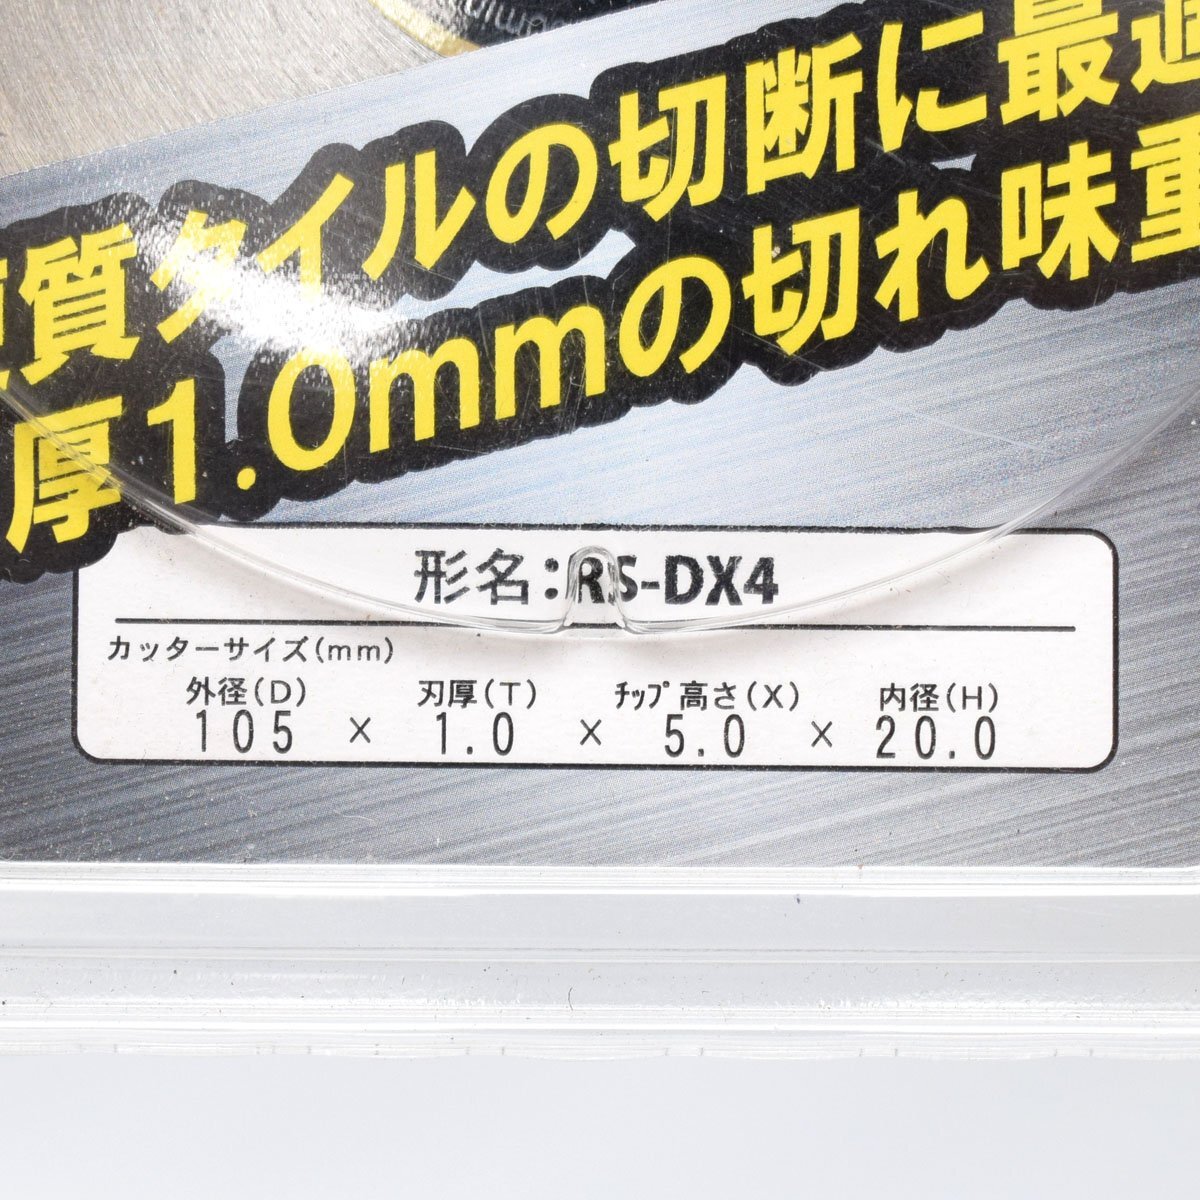 硬質タイルの切断に最適
厚1.0mmの切れ味重
形名:RS-DX4
カッターサイズ(mm)
外径(D) 刃厚(T) ﾁｯﾌﾟ高さ(X) 内径(H)
105 × 1.0 × 5.0 × 20.0